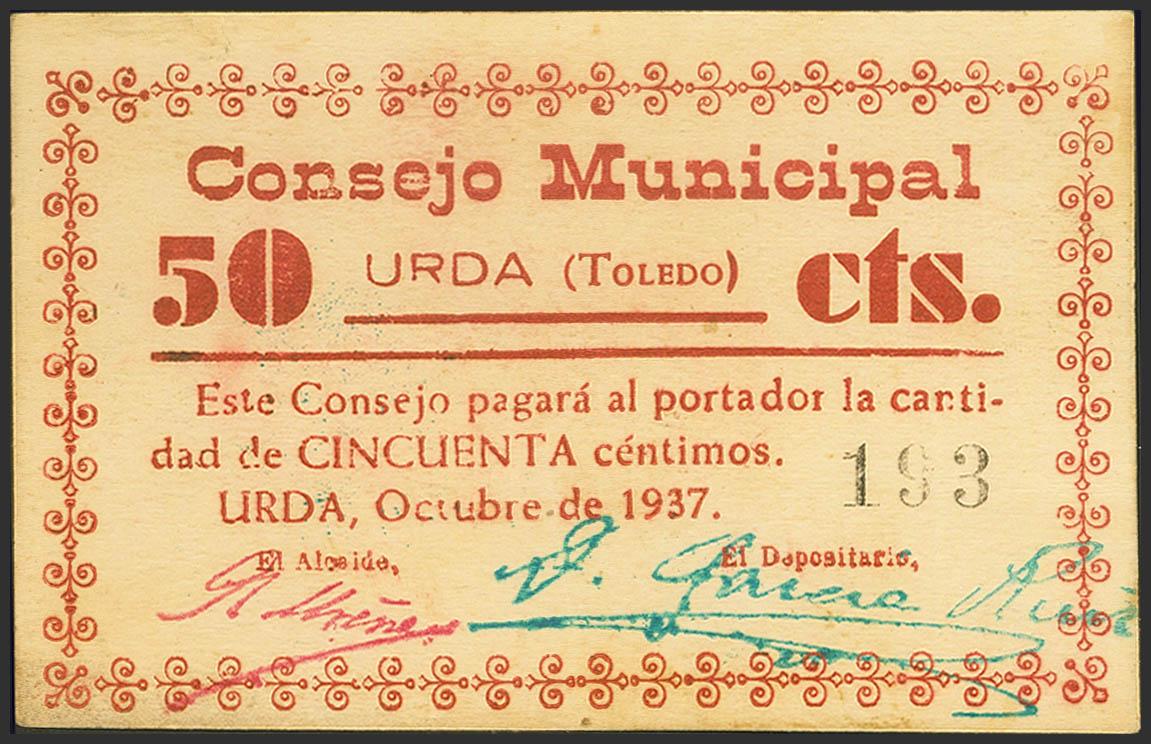 Consejo Municipal
50 URDA (TOLEDO) cts.
Este Consejo pagará al portador la canti-
dad de CINCUENTA céntimos.
193
URDA, Octubre de 1937.
El Alcalde, El Depositario,
García